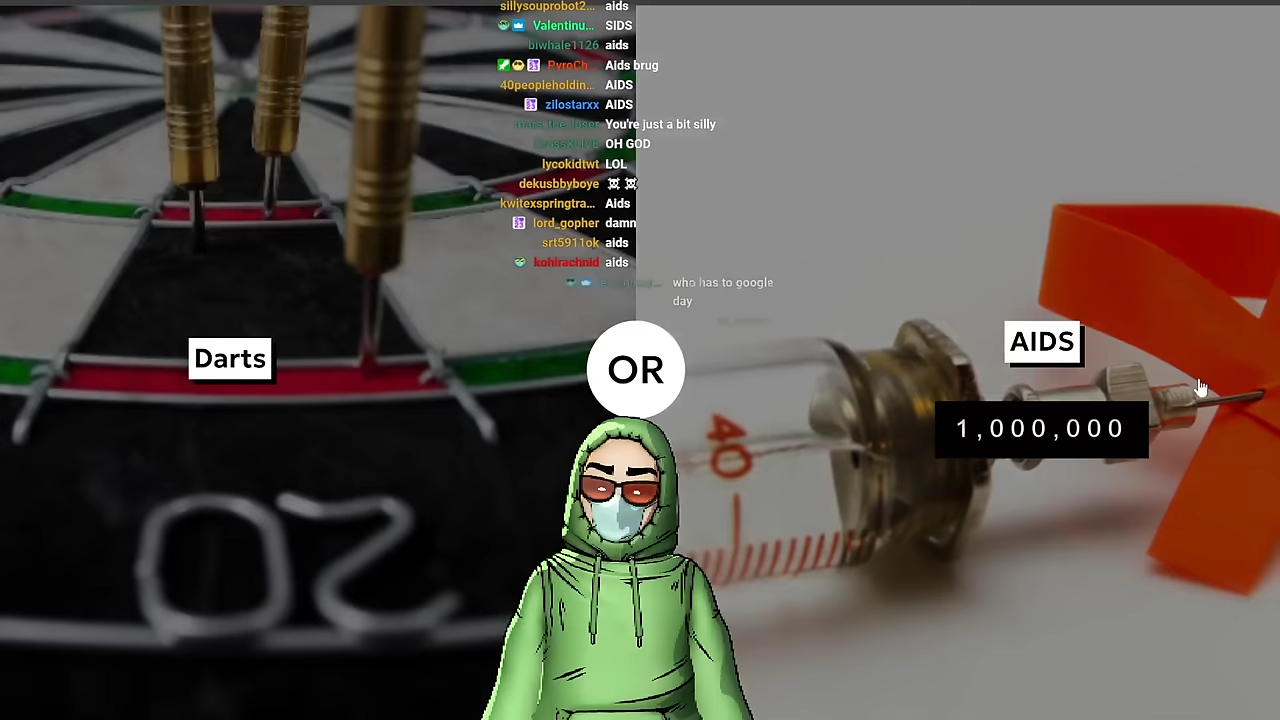 sillysouprobot2... aids
Valentinu... SIDS
biwhale1126 aids
PyroCh... Aids brug
40peopleholdin... AIDS
zilostarxx AIDS
You're just a bit silly
OH GOD
lycokidtwt LOL
dekusbbyboye
kwitexspringtra... Aids
lord_gopher damn
srt5911ok aids
kohirachnid aids
who has to google
day
Darts
OR
AIDS
1,000,000
40
20